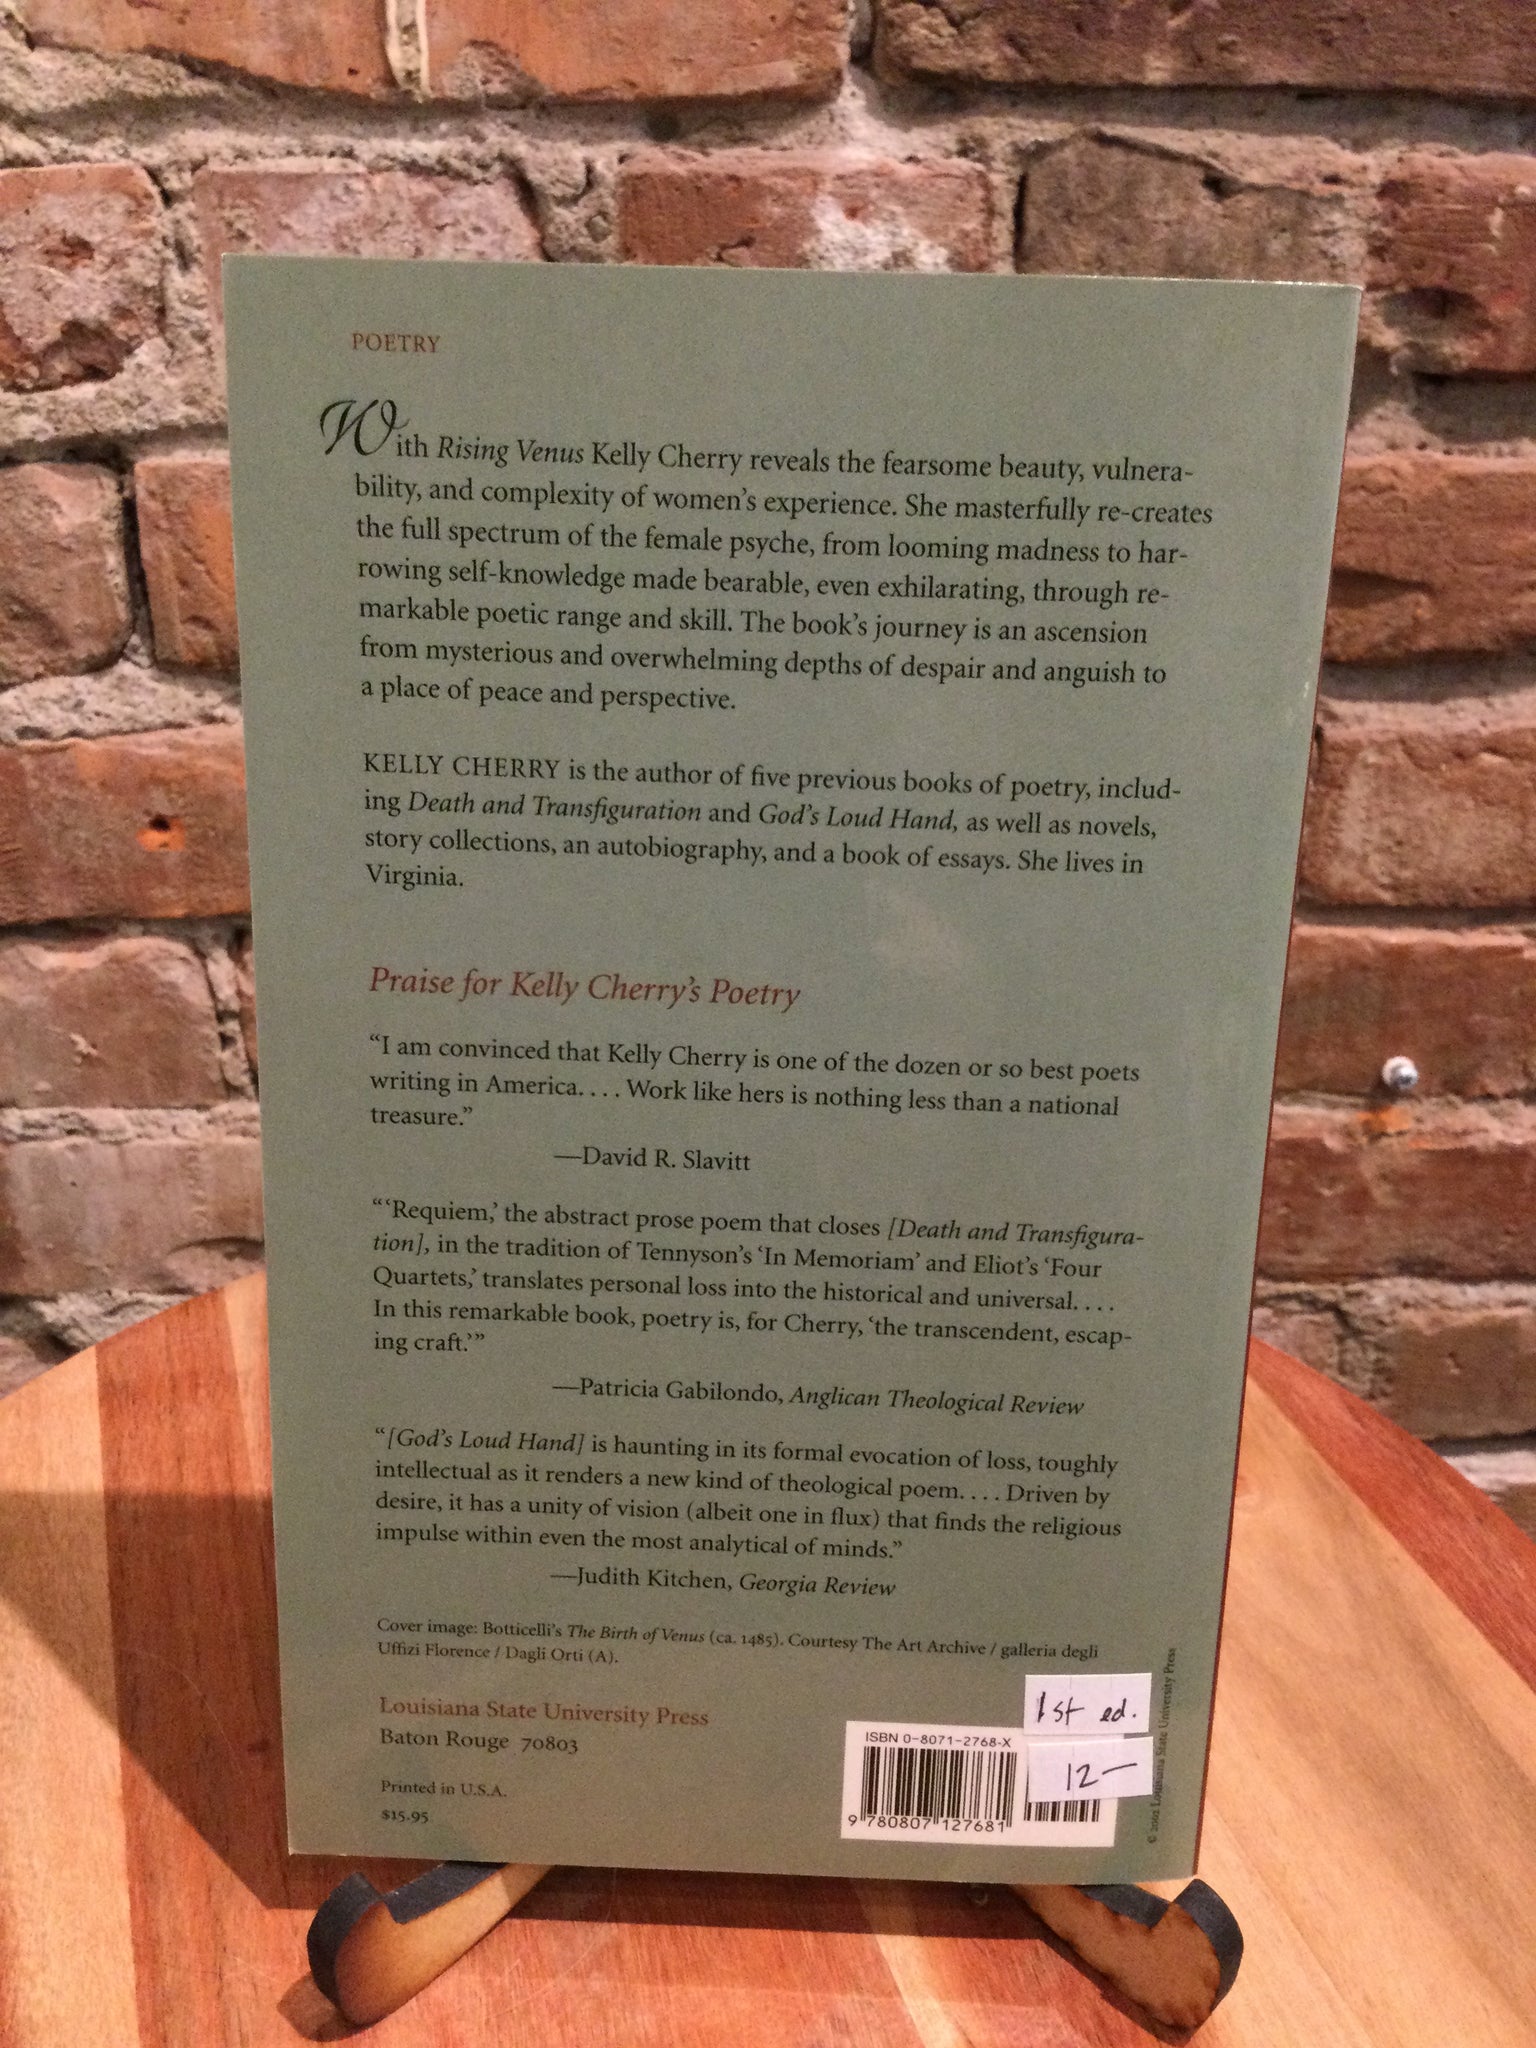 POETRY
With Rising Venus Kelly Cherry reveals the fearsome beauty, vulnera-
bility, and complexity of women's experience. She masterfully re-creates
the full spectrum of the female psyche, from looming madness to har-
rowing self-knowledge made bearable, even exhilarating, through re-
markable poetic range and skill. The book's journey is an ascension
from mysterious and overwhelming depths of despair and anguish to
a place of peace and perspective.
KELLY CHERRY is the author of five previous books of poetry, includ-
ing Death and Transfiguration and God's Loud Hand, as well as novels,
story collections, an autobiography, and a book of essays. She lives in
Virginia.
Praise for Kelly Cherry's Poetry
“I am convinced that Kelly Cherry is one of the dozen or so best poets
writing in America. . . . Work like hers is nothing less than a national
treasure.”
—David R. Slavitt
“‘Requiem,’ the abstract prose poem that closes [Death and Transfigura-
tion], in the tradition of Tennyson's ‘In Memoriam’ and Eliot's ‘Four
Quartets,’ translates personal loss into the historical and universal. . . .
In this remarkable book, poetry is, for Cherry, ‘the transcendent, escap-
ing craft.’”
—Patricia Gabilondo, Anglican Theological Review
“[God's Loud Hand] is haunting in its formal evocation of loss, toughly
intellectual as it renders a new kind of theological poem. . . . Driven by
desire, it has a unity of vision (albeit one in flux) that finds the religious
impulse within even the most analytical of minds.”
—Judith Kitchen, Georgia Review
Cover image: Botticelli's The Birth of Venus (ca. 1485). Courtesy The Art Archive / galleria degli
Uffizi Florence / Dagli Orti (A).
Louisiana State University Press
Baton Rouge 70803
Printed in U.S.A.
$15.95
1st ed.
12—
ISBN 0-8071-2768-X
9 780807 127681
© 2002 Louisiana State University Press